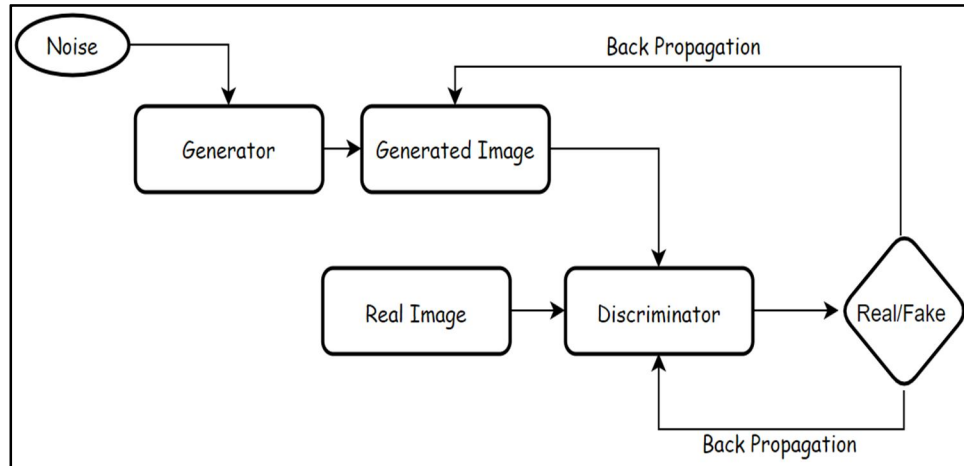 Noise
Back Propagation
Generator
Generated Image
Real Image
Discriminator
Real/Fake
Back Propagation